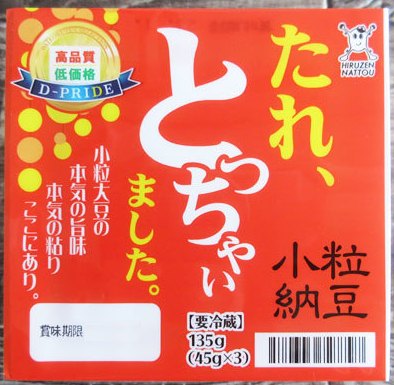 たれ、
とっちゃい
ました。
高品質
低価格
D-PRIDE
HIRUZEN
NATTOU
小粒大豆の
本気の旨味
本気の粘り
ここにあり。
小粒
納豆
賞味期限
【要冷蔵】
135g
(45g×3)